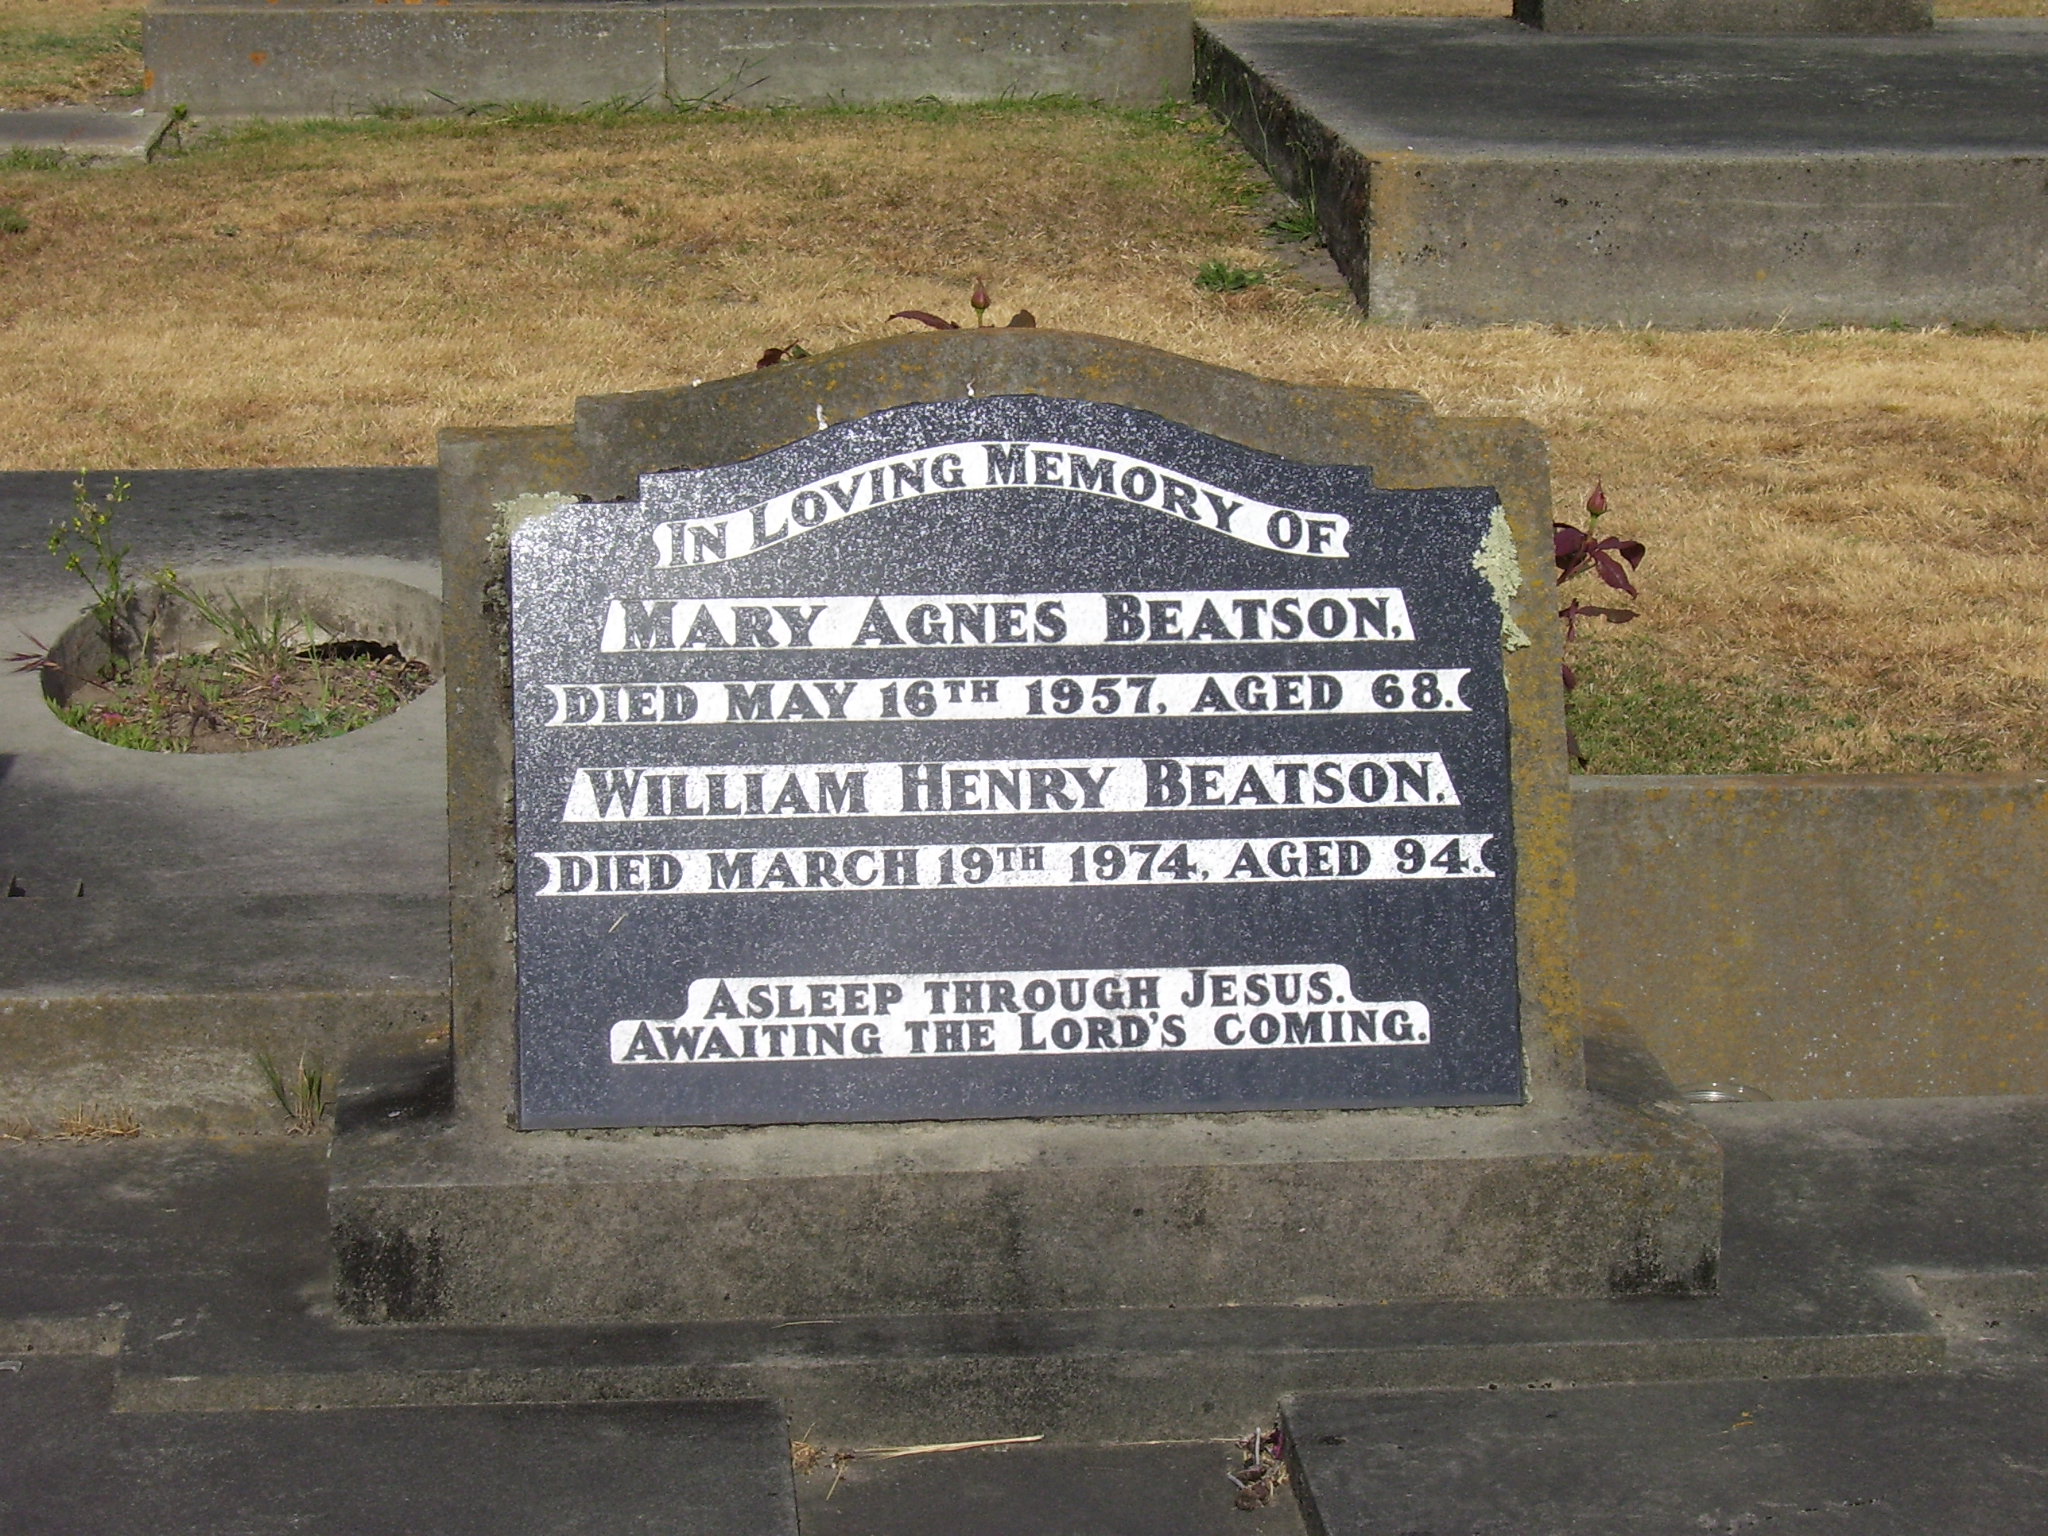 IN LOVING MEMORY OF
MARY AGNES BEATSON,
DIED MAY 16TH 1957, AGED 68.
WILLIAM HENRY BEATSON,
DIED MARCH 19TH 1974, AGED 94.
ASLEEP THROUGH JESUS.
AWAITING THE LORD'S COMING.